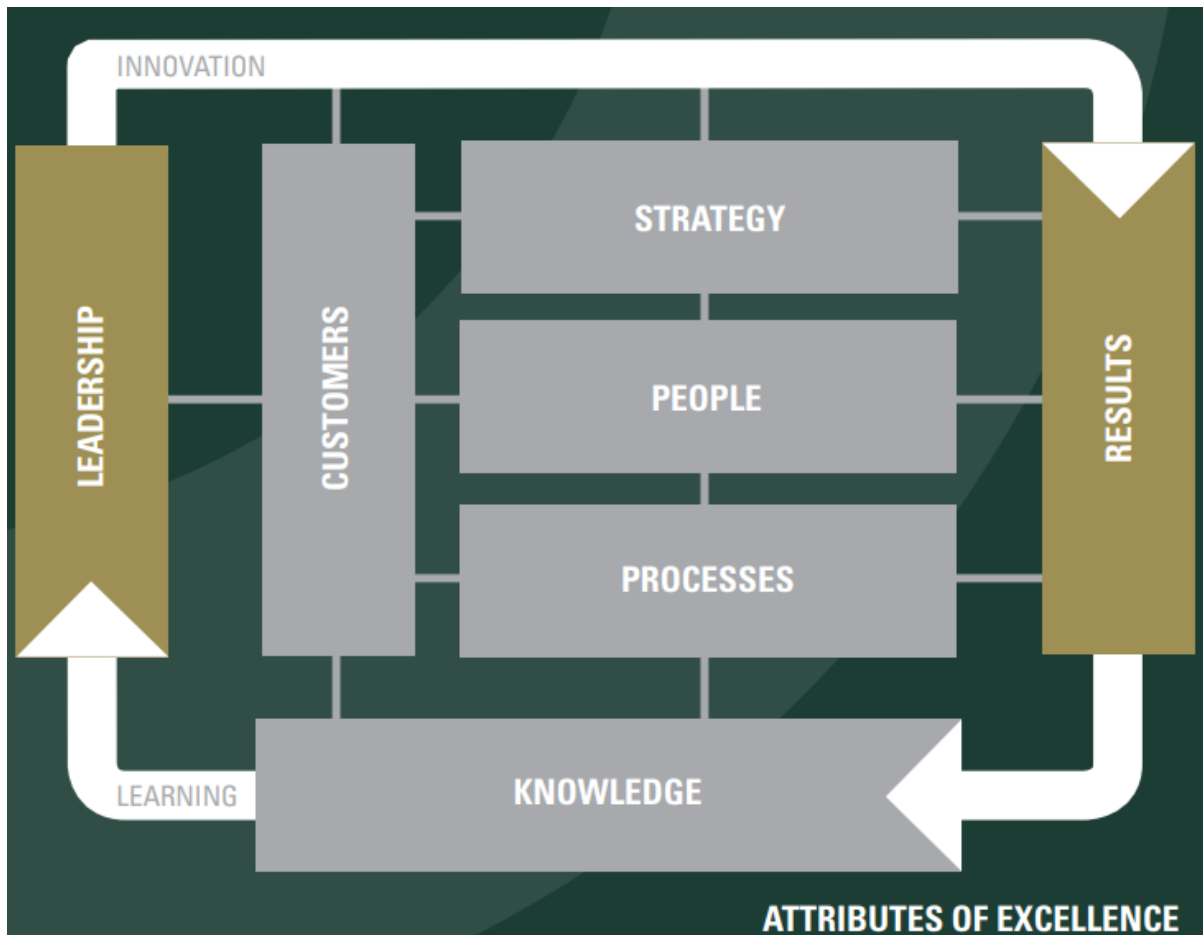 INNOVATION
LEADERSHIP
CUSTOMERS
STRATEGY
PEOPLE
PROCESSES
RESULTS
LEARNING
KNOWLEDGE
ATTRIBUTES OF EXCELLENCE